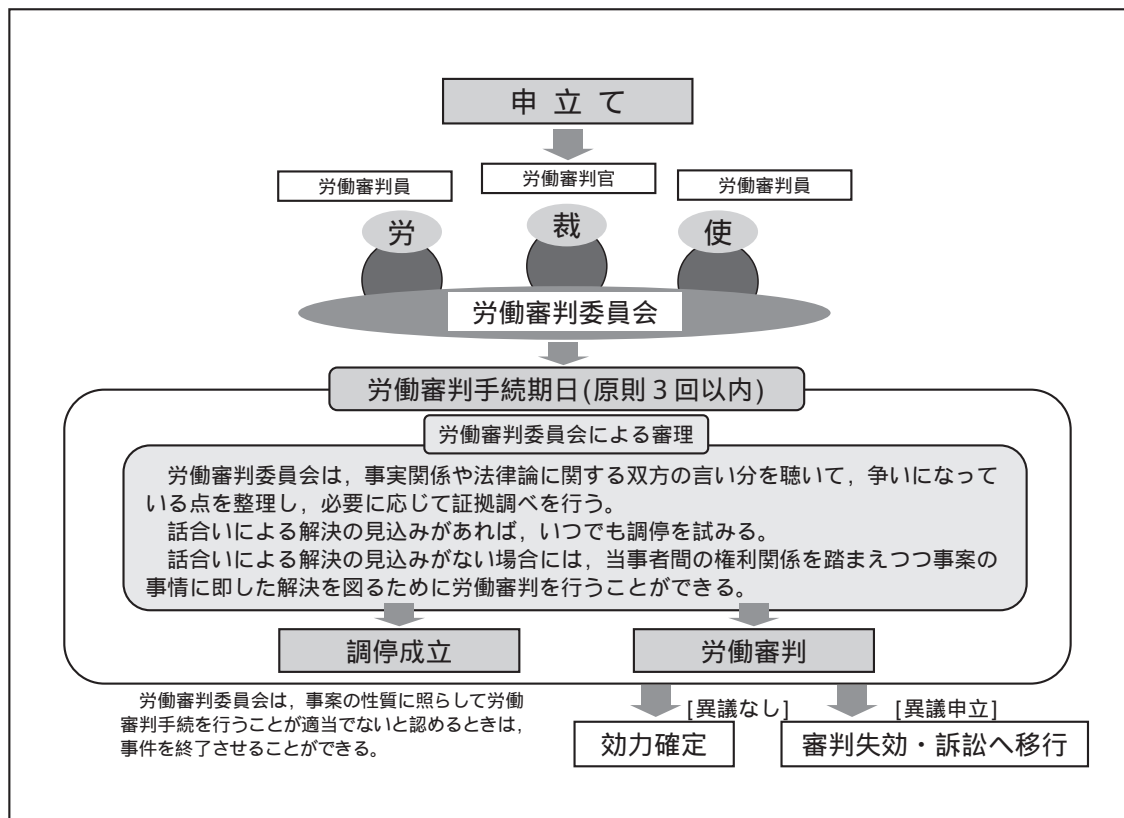 申立て
労働審判員
労働審判官
労働審判員
労
裁
使
労働審判委員会
労働審判手続期日(原則3回以内)
労働審判委員会による審理
労働審判委員会は，事実関係や法律論に関する双方の言い分を聴いて，争いになって
いる点を整理し，必要に応じて証拠調べを行う。
話合いによる解決の見込みがあれば，いつでも調停を試みる。
話合いによる解決の見込みがない場合には，当事者間の権利関係を踏まえつつ事案の
事情に即した解決を図るために労働審判を行うことができる。
調停成立
労働審判
労働審判委員会は，事案の性質に照らして労働
審判手続を行うことが適当でないと認めるときは，
事件を終了させることができる。
[異議なし]
[異議申立]
効力確定
審判失効・訴訟へ移行